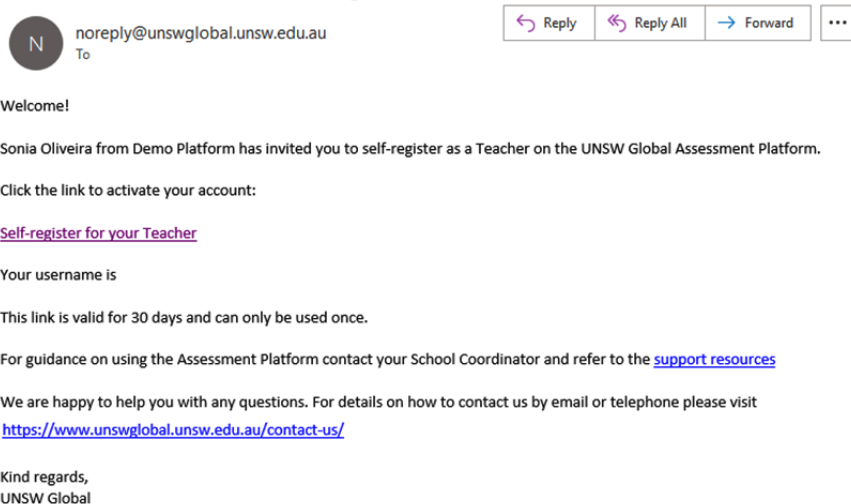 N
noreply@unswglobal.unsw.edu.au
To
Reply
Reply All
Forward
Welcome!
Sonia Oliveira from Demo Platform has invited you to self-register as a Teacher on the UNSW Global Assessment Platform.
Click the link to activate your account:
Self-register for your Teacher
Your username is
This link is valid for 30 days and can only be used once.
For guidance on using the Assessment Platform contact your School Coordinator and refer to the support resources
We are happy to help you with any questions. For details on how to contact us by email or telephone please visit
https://www.unswglobal.unsw.edu.au/contact-us/
Kind regards,
UNSW Global